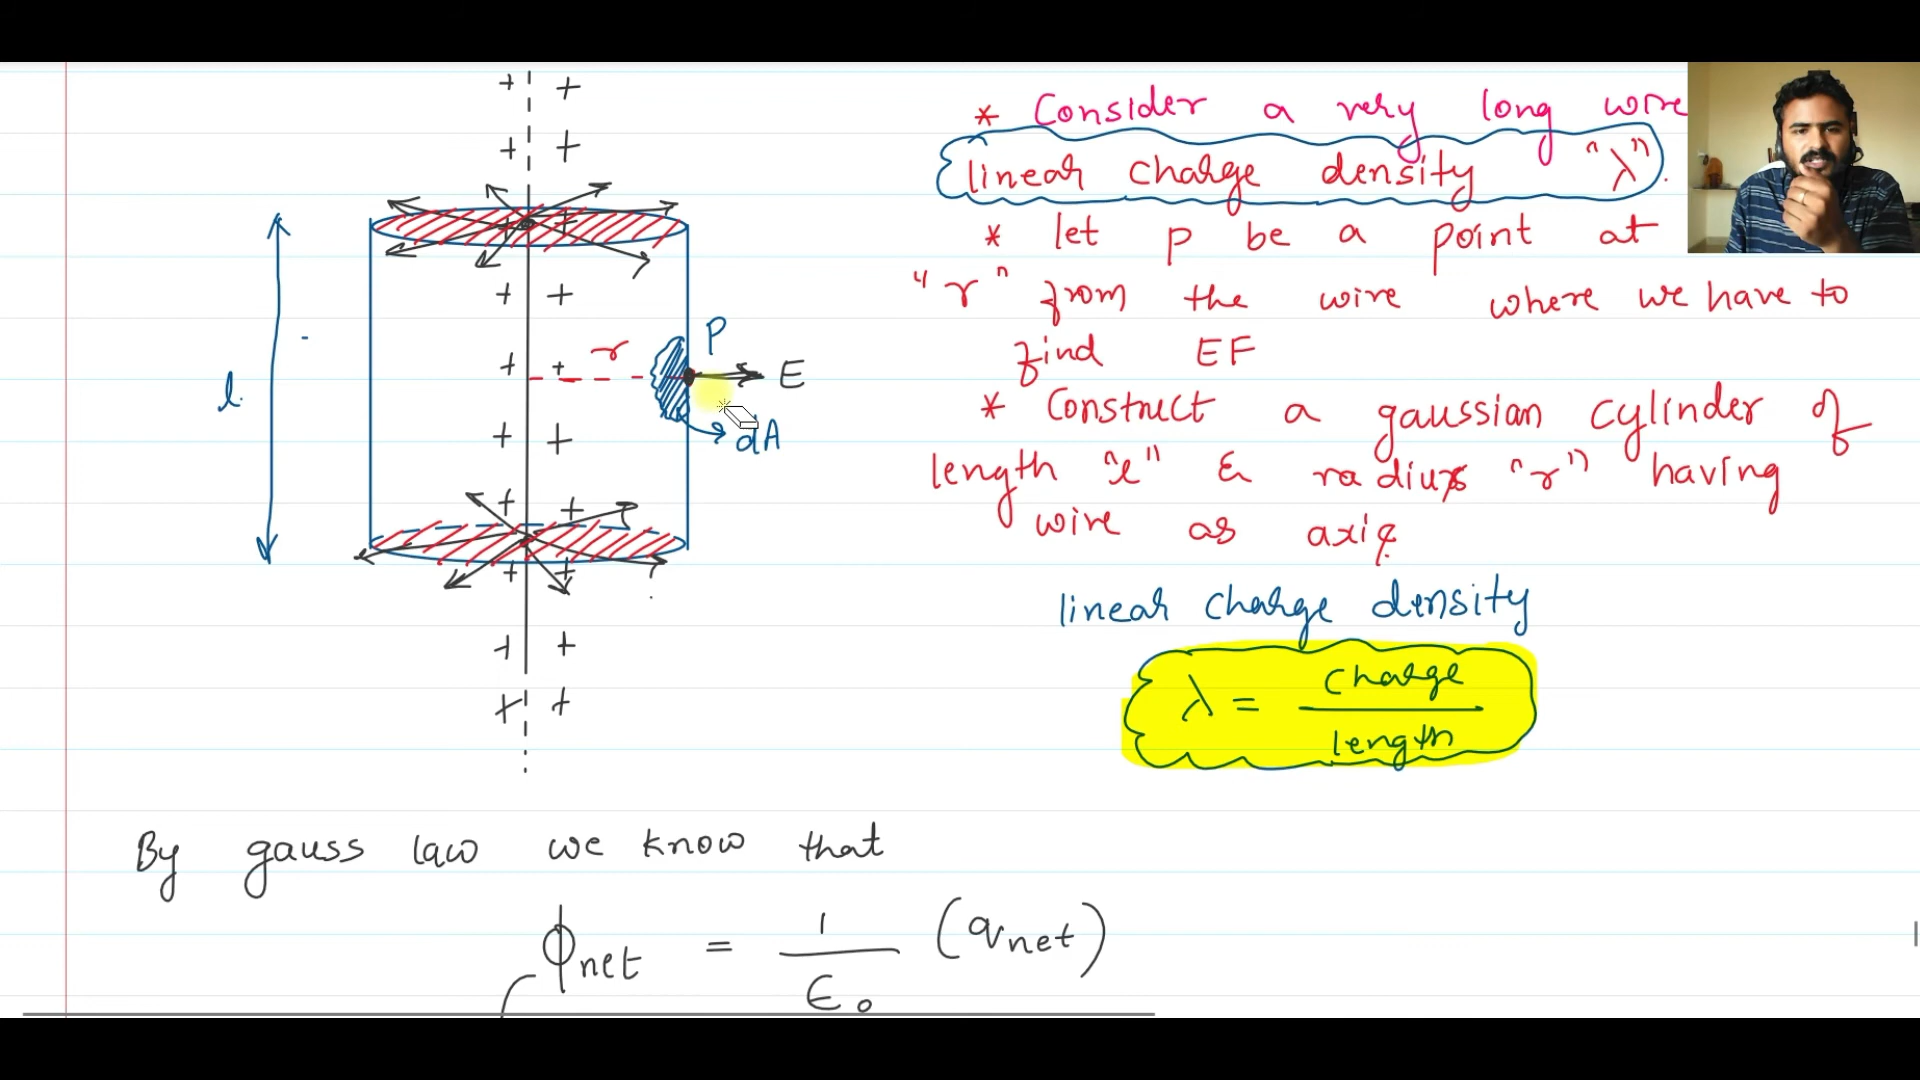 * Consider a very long wire
linear charge density "λ".
* let p be a point at
"r" from the wire where we have to
find EF
* Construct a gaussian cylinder of
length "l" & radius "r" having
wire as axis
linear charge density
λ = charge / length
l
r
P
E
dA
By gauss law we know that
ϕnet = 1/ϵ₀ (qnet)